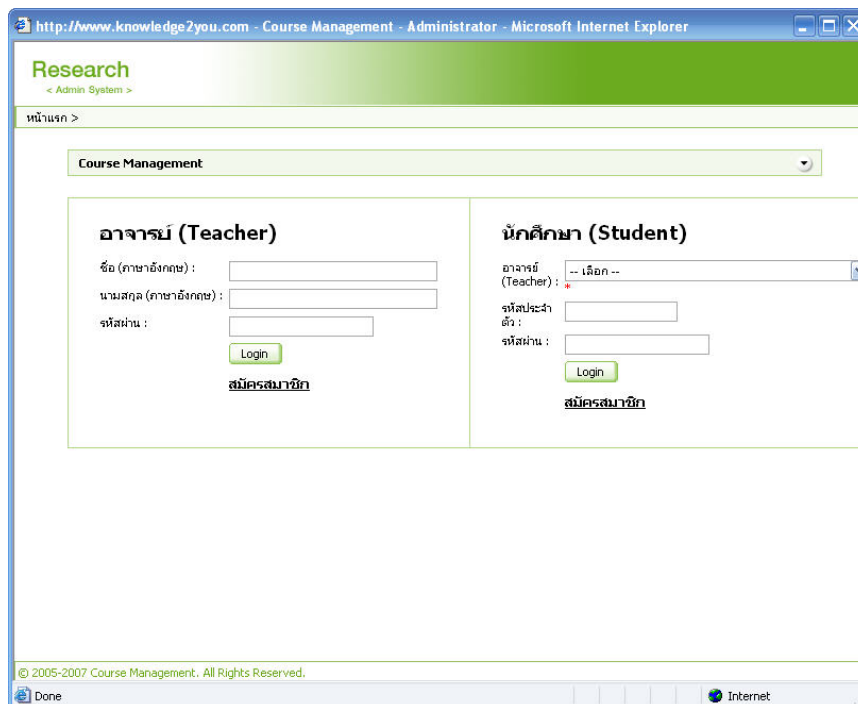 http://www.knowledge2you.com - Course Management - Administrator - Microsoft Internet Explorer
Research
< Admin System >
หน้าแรก >
Course Management
อาจารย์ (Teacher)
ชื่อ (ภาษาอังกฤษ) :
นามสกุล (ภาษาอังกฤษ) :
รหัสผ่าน :
Login
สมัครสมาชิก
นักศึกษา (Student)
อาจารย์
(Teacher) :
-- เลือก --
*
รหัสประจำ
ตัว :
รหัสผ่าน :
Login
สมัครสมาชิก
© 2005-2007 Course Management. All Rights Reserved.
Done
Internet